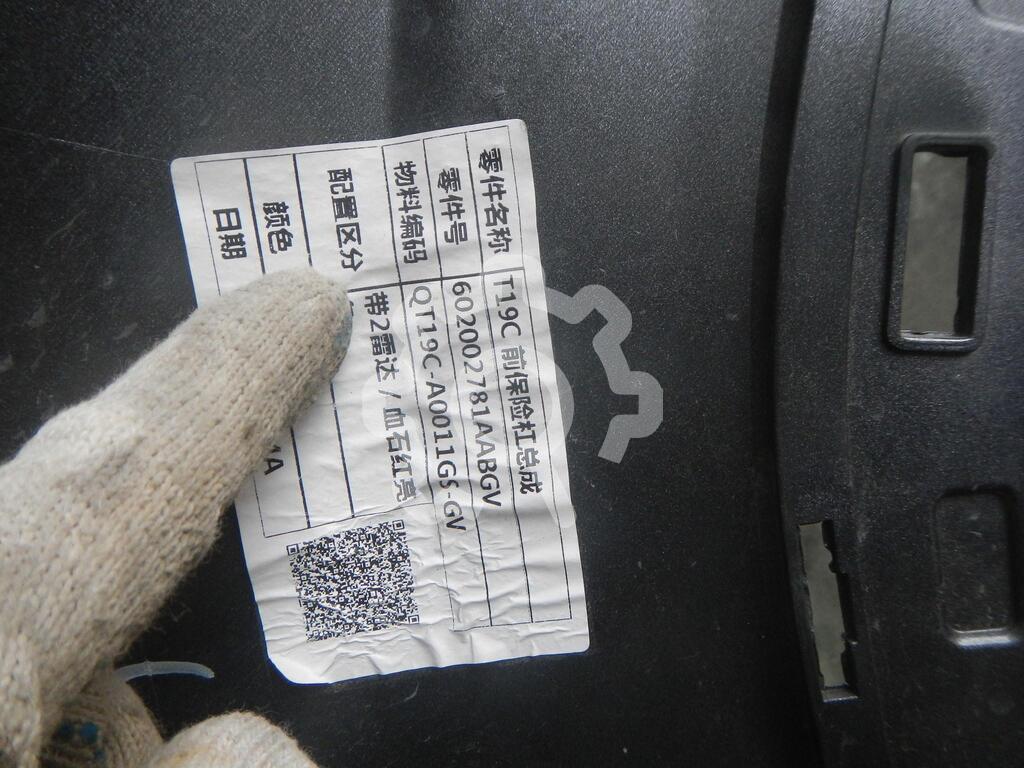 零件名称 T19C 前保险杠总成
零件号 602002781AABGV
物料编码 QT19C-A0011GS-GV
配置区分 带2雷达 / 血石红亮
颜色
日期